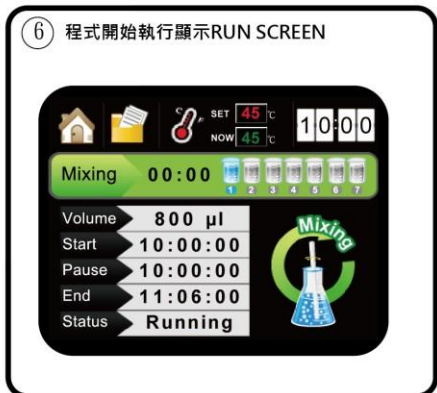 ⑥ 程式開始執行顯示RUN SCREEN
°C °F SET 45 °C 10:00
NOW 45 °C
Mixing 00:00
1 2 3 4 5 6 7
Volume 800 µl
Start 10:00:00
Pause 10:00:00
End 11:06:00
Status Running
Mixing